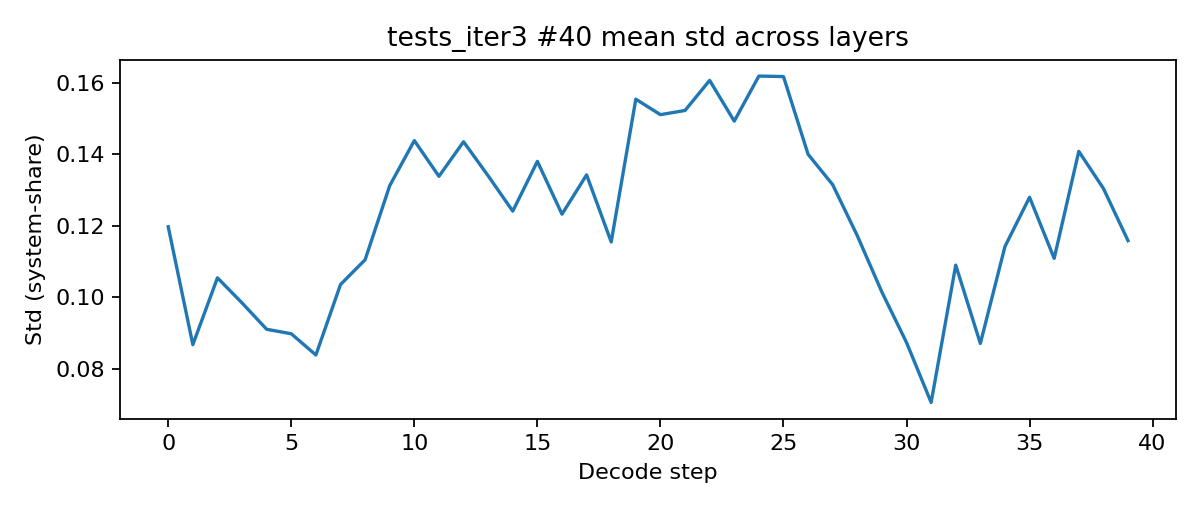 tests_iter3 #40 mean std across layers
Std (system-share)
0.16
0.14
0.12
0.10
0.08
0 5 10 15 20 25 30 35 40
Decode step